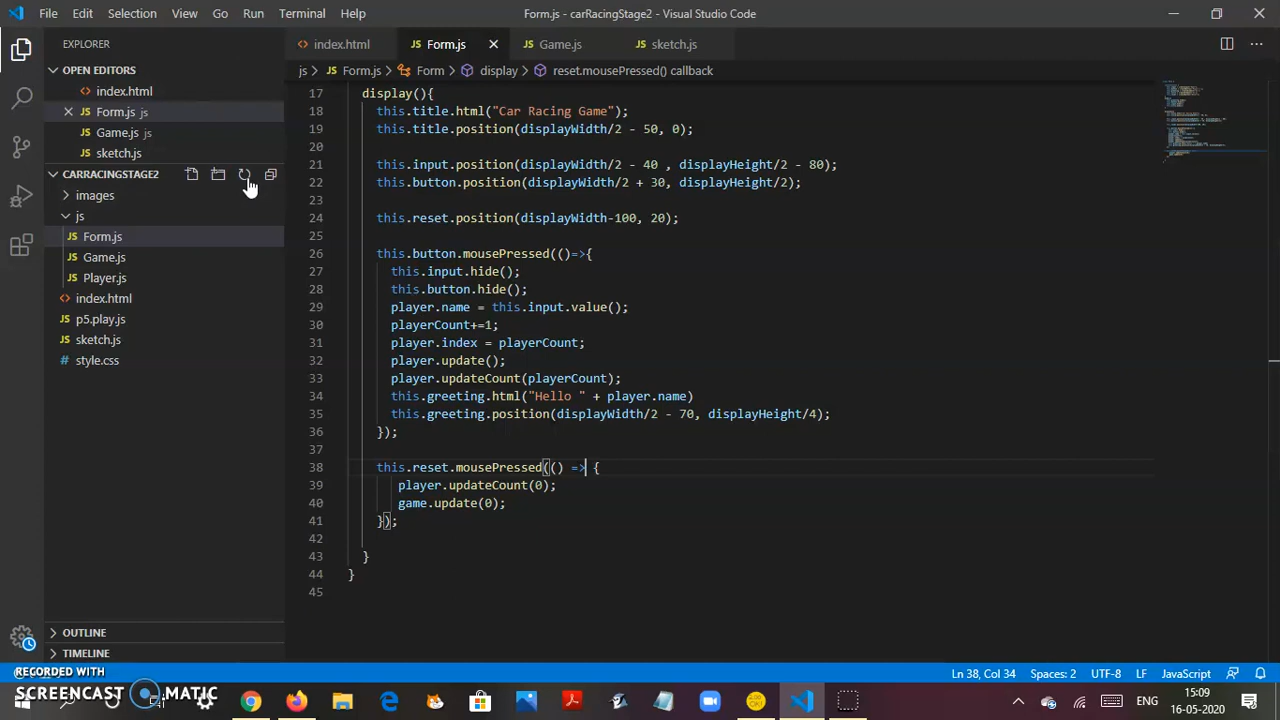 File Edit Selection View Go Run Terminal Help Form.js - carRacingStage2 - Visual Studio Code
EXPLORER index.html Form.js Game.js sketch.js
OPEN EDITORS js > Form.js > Form > display > reset.mousePressed() callback
index.html
Form.js js
Game.js js
sketch.js
CARRACINGSTAGE2
images
js
Form.js
Game.js
Player.js
index.html
p5.play.js
sketch.js
style.css
OUTLINE
TIMELINE
17 display(){
18 this.title.html("Car Racing Game");
19 this.title.position(displayWidth/2 - 50, 0);
20
21 this.input.position(displayWidth/2 - 40 , displayHeight/2 - 80);
22 this.button.position(displayWidth/2 + 30, displayHeight/2);
23
24 this.reset.position(displayWidth-100, 20);
25
26 this.button.mousePressed(()=>{
27 this.input.hide();
28 this.button.hide();
29 player.name = this.input.value();
30 playerCount+=1;
31 player.index = playerCount;
32 player.update();
33 player.updateCount(playerCount);
34 this.greeting.html("Hello " + player.name)
35 this.greeting.position(displayWidth/2 - 70, displayHeight/4);
36 });
37
38 this.reset.mousePressed(() => {
39 player.updateCount(0);
40 game.update(0);
41 });
42
43 }
44 }
45
Ln 38, Col 34 Spaces: 2 UTF-8 LF JavaScript
RECORDED WITH
SCREENCAST MATIC
ENG 15:09
16-05-2020